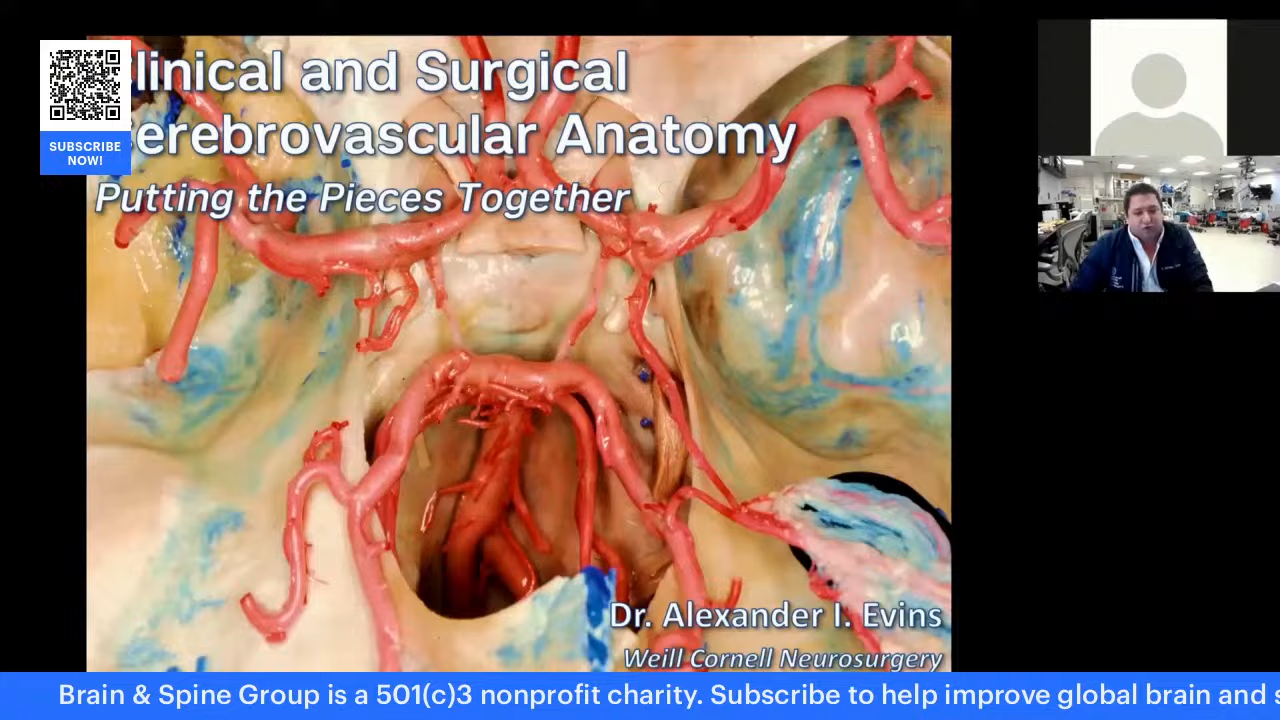 linical and Surgical
erebrovascular Anatomy
Putting the Pieces Together
SUBSCRIBE
NOW!
Dr. Alexander I. Evins
Weill Cornell Neurosurgery
Brain & Spine Group is a 501(c)3 nonprofit charity. Subscribe to help improve global brain and